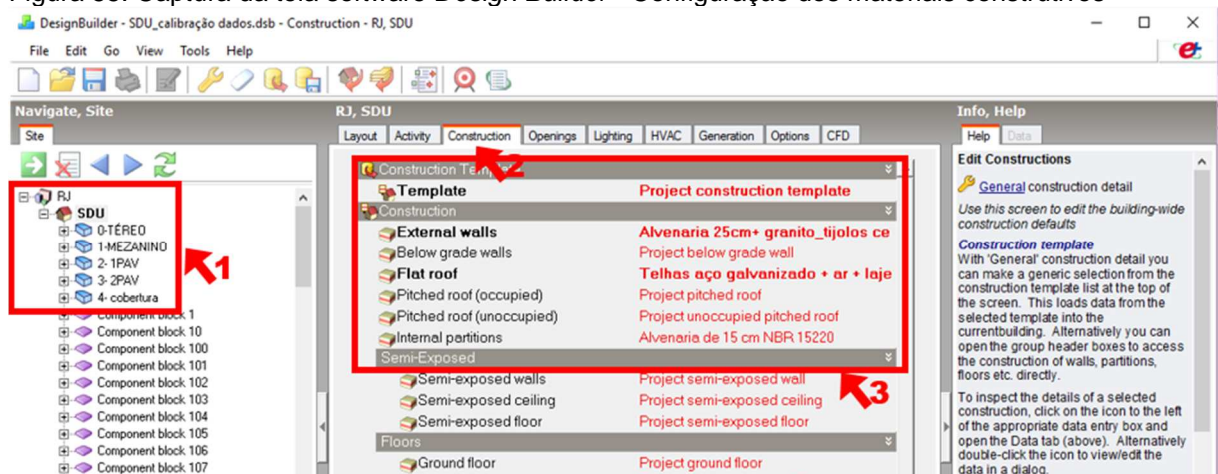 DesignBuilder - SDU_calibração dados.dsb - Construction - RJ, SDU
File Edit Go View Tools Help
Navigate, Site
Site
RJ
SDU
0-TÉREO
1-MEZANINO
2- 1PAV
3- 2PAV
4- cobertura
Component block 1
Component block 10
Component block 100
Component block 101
Component block 102
Component block 103
Component block 104
Component block 105
Component block 106
Component block 107
1
RJ, SDU
Layout Activity Construction Openings Lighting HVAC Generation Options CFD
2
Construction Template
Template Project construction template
Construction
External walls Alvenaria 25cm+ granito_tijolos ce
Below grade walls Project below grade wall
Flat roof Telhas aço galvanizado + ar + laje
Pitched roof (occupied) Project pitched roof
Pitched roof (unoccupied) Project unoccupied pitched roof
Internal partitions Alvenaria de 15 cm NBR 15220
Semi-Exposed
Semi-exposed walls Project semi-exposed wall
Semi-exposed ceiling Project semi-exposed ceiling
3
Semi-exposed floor Project semi-exposed floor
Floors
Ground floor Project ground floor
Info, Help
Help Data
Edit Constructions
General construction detail
Use this screen to edit the building-wide
construction defaults
Construction template
With 'General' construction detail you
can make a generic selection from the
construction template list at the top of
the screen. This loads data from the
selected template into the
currentbuilding. Alternatively you can
open the group header boxes to access
the construction of walls, partitions,
floors etc. directly.
To inspect the details of a selected
construction, click on the icon to the left
of the appropriate data entry box and
open the Data tab (above). Alternatively
double-click the icon to view/edit the
data in a dialog.